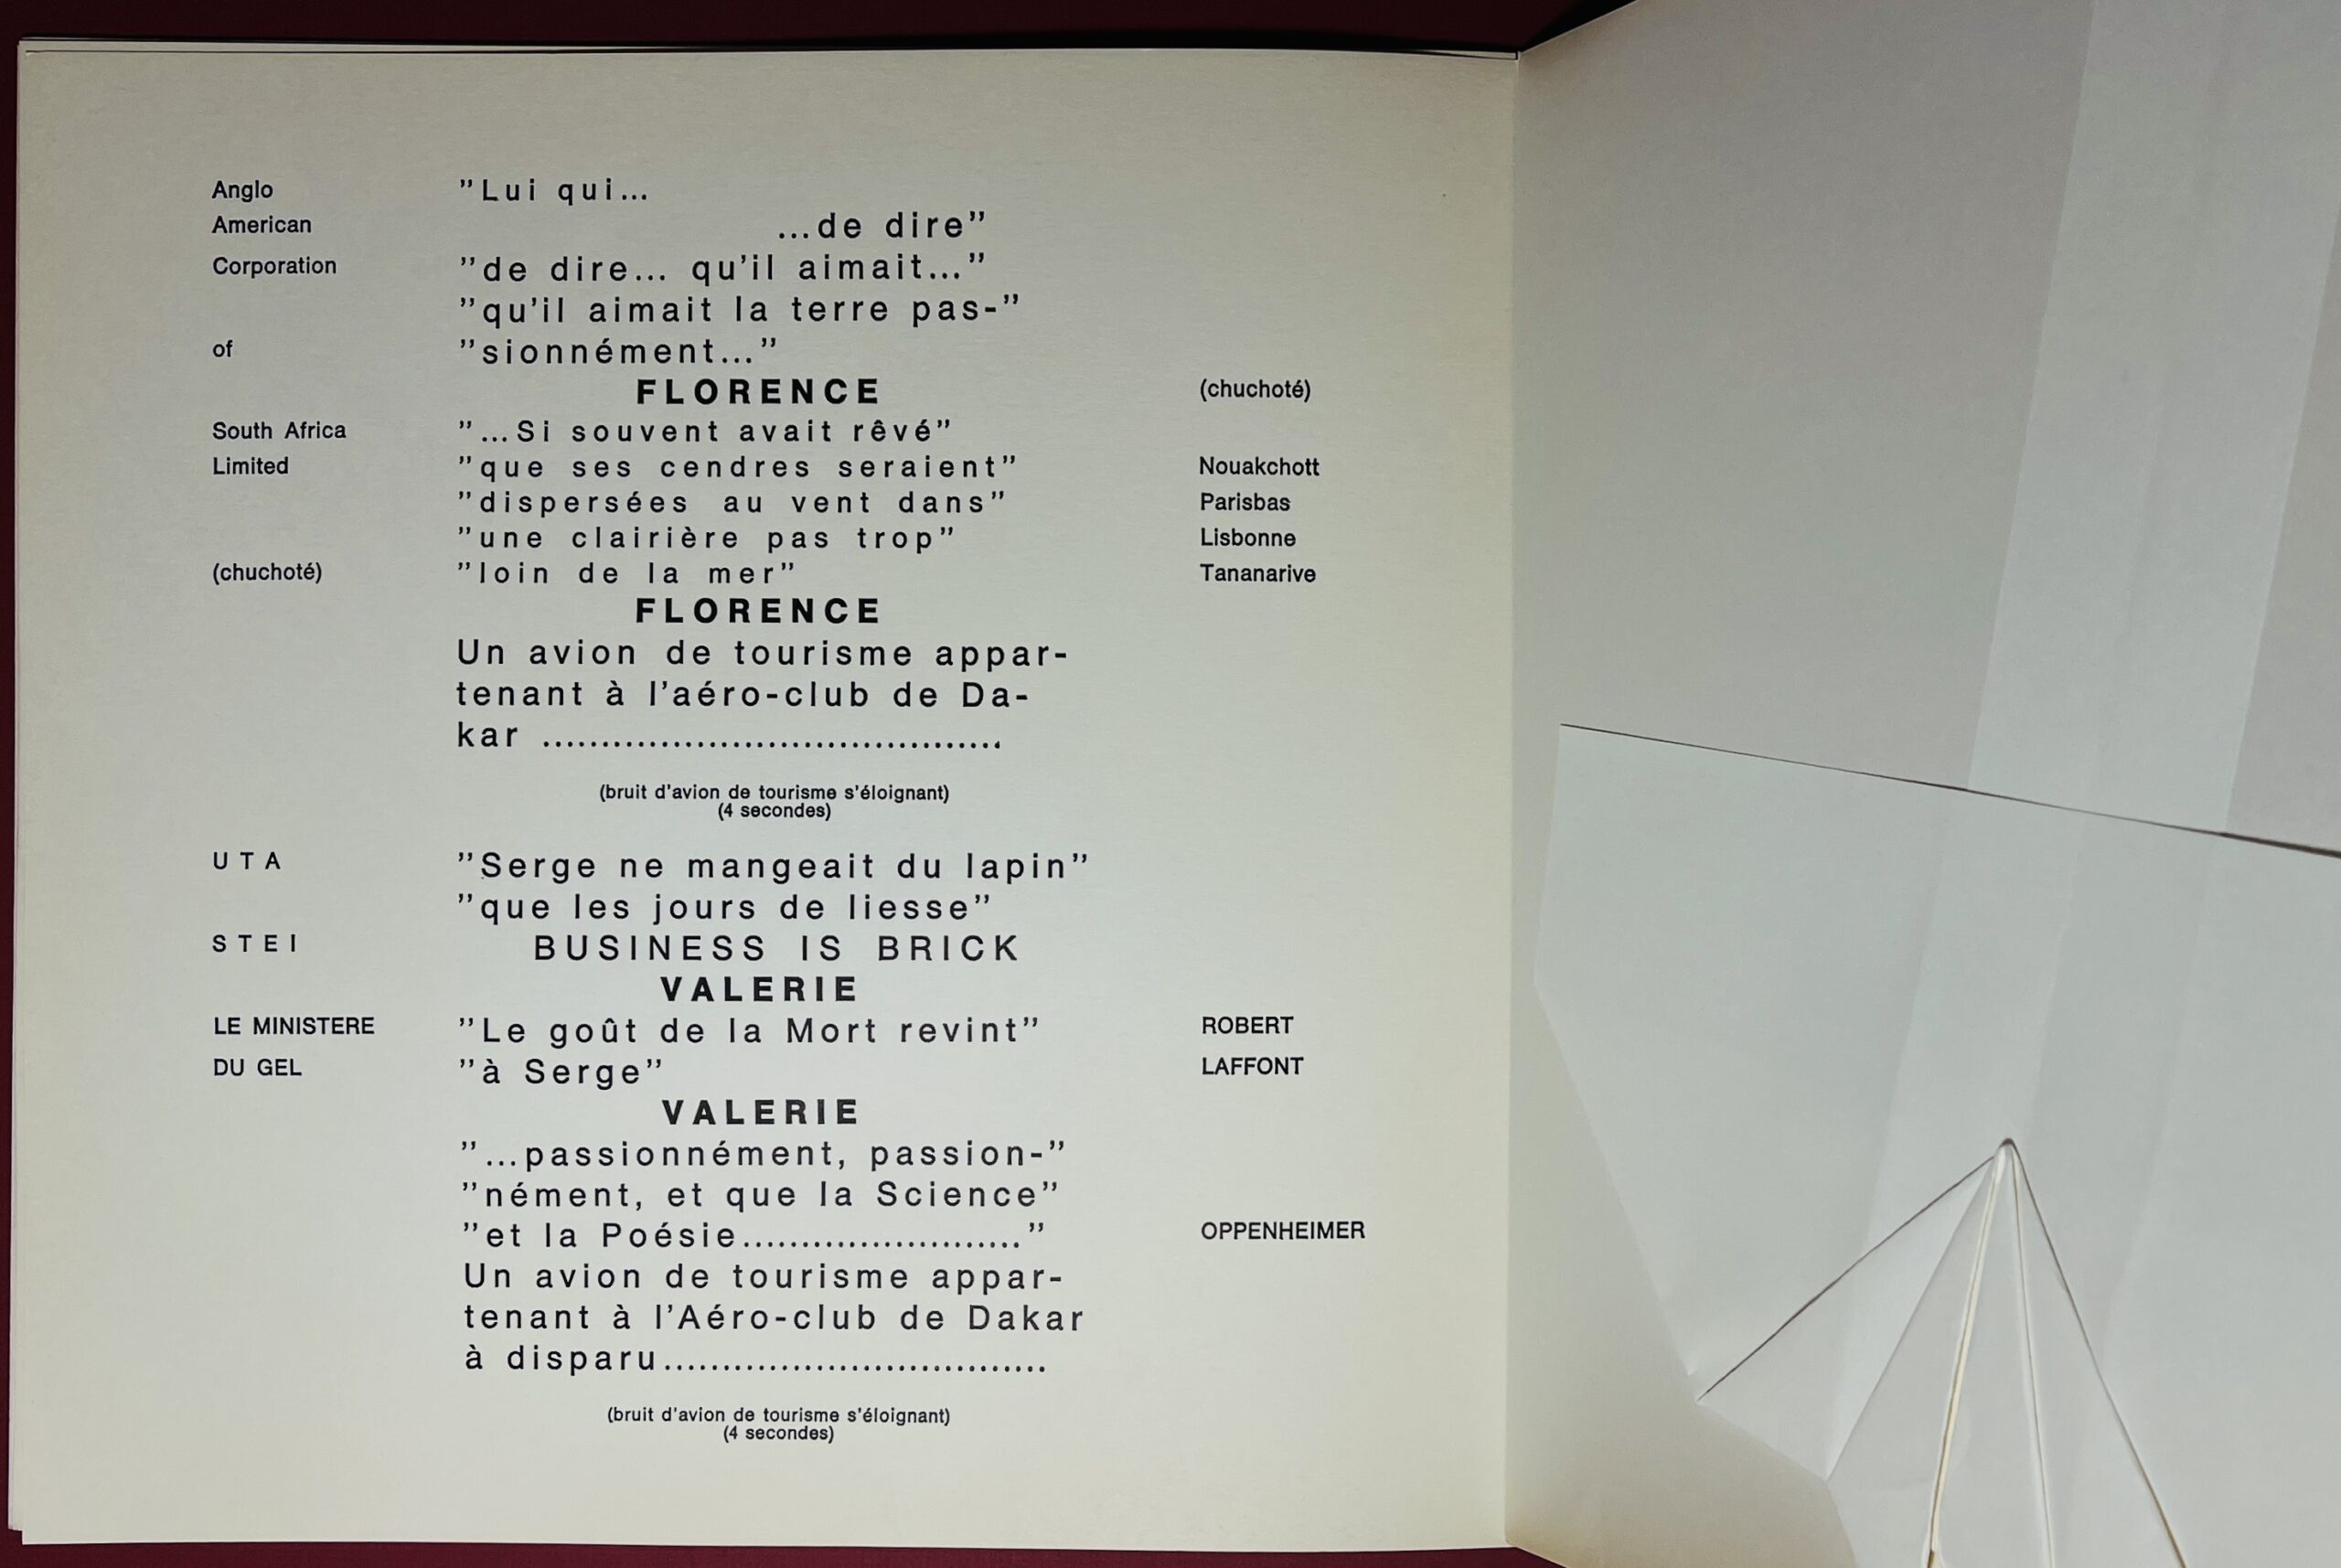 Anglo ”Lui qui...
American ...de dire”
Corporation ”de dire... qu’il aimait...”
”qu’il aimait la terre pas-”
of ”sionnément...”
FLORENCE (chuchoté)
South Africa ”...Si souvent avait rêvé”
Limited ”que ses cendres seraient” Nouakchott
”dispersées au vent dans” Parisbas
”une clairière pas trop” Lisbonne
(chuchoté) ”loin de la mer” Tananarive
FLORENCE
Un avion de tourisme appar-
tenant à l’aéro-club de Da-
kar .......................................
(bruit d’avion de tourisme s’éloignant)
(4 secondes)
U T A ”Serge ne mangeait du lapin”
”que les jours de liesse”
S T E I BUSINESS IS BRICK
VALERIE
LE MINISTERE ”Le goût de la Mort revint” ROBERT
DU GEL ”à Serge” LAFFONT
VALERIE
”...passionnément, passion-”
”nément, et que la Science”
”et la Poésie........................” OPPENHEIMER
Un avion de tourisme appar-
tenant à l’Aéro-club de Dakar
à disparu.................................
(bruit d’avion de tourisme s’éloignant)
(4 secondes)